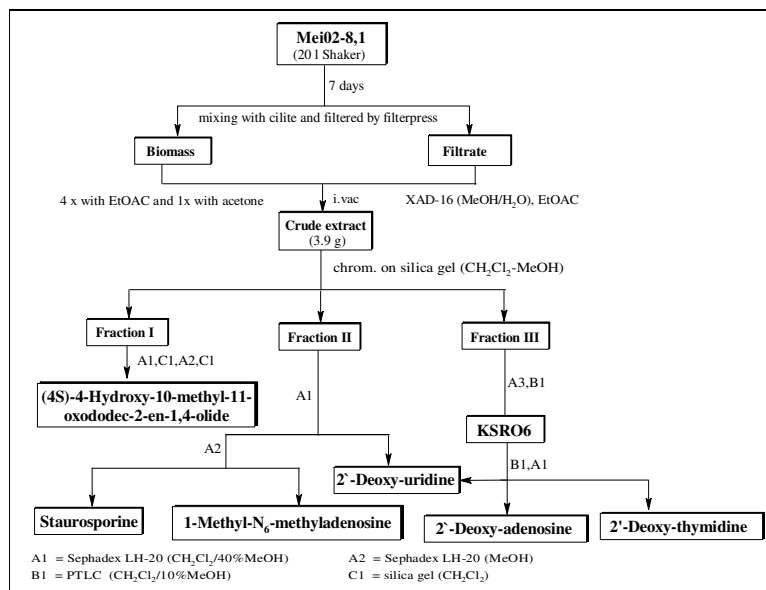 Mei02-8,1
(20 l Shaker)
7 days
mixing with cilite and filtered by filterpress
Biomass
Filtrate
4 x with EtOAC and 1x with acetone
i.vac
XAD-16 (MeOH/H₂O), EtOAC
Crude extract
(3.9 g)
chrom. on silica gel (CH₂Cl₂-MeOH)
Fraction I
Fraction II
Fraction III
A1,C1,A2,C1
A1
A3,B1
(4S)-4-Hydroxy-10-methyl-11-
oxododec-2-en-1,4-olide
KSRO6
A2
B1,A1
2`-Deoxy-uridine
Staurosporine
1-Methyl-N₆-methyladenosine
2`-Deoxy-adenosine
2'-Deoxy-thymidine
A1 = Sephadex LH-20 (CH₂Cl₂/40%MeOH)
A2 = Sephadex LH-20 (MeOH)
B1 = PTLC (CH₂Cl₂/10%MeOH)
C1 = silica gel (CH₂Cl₂)